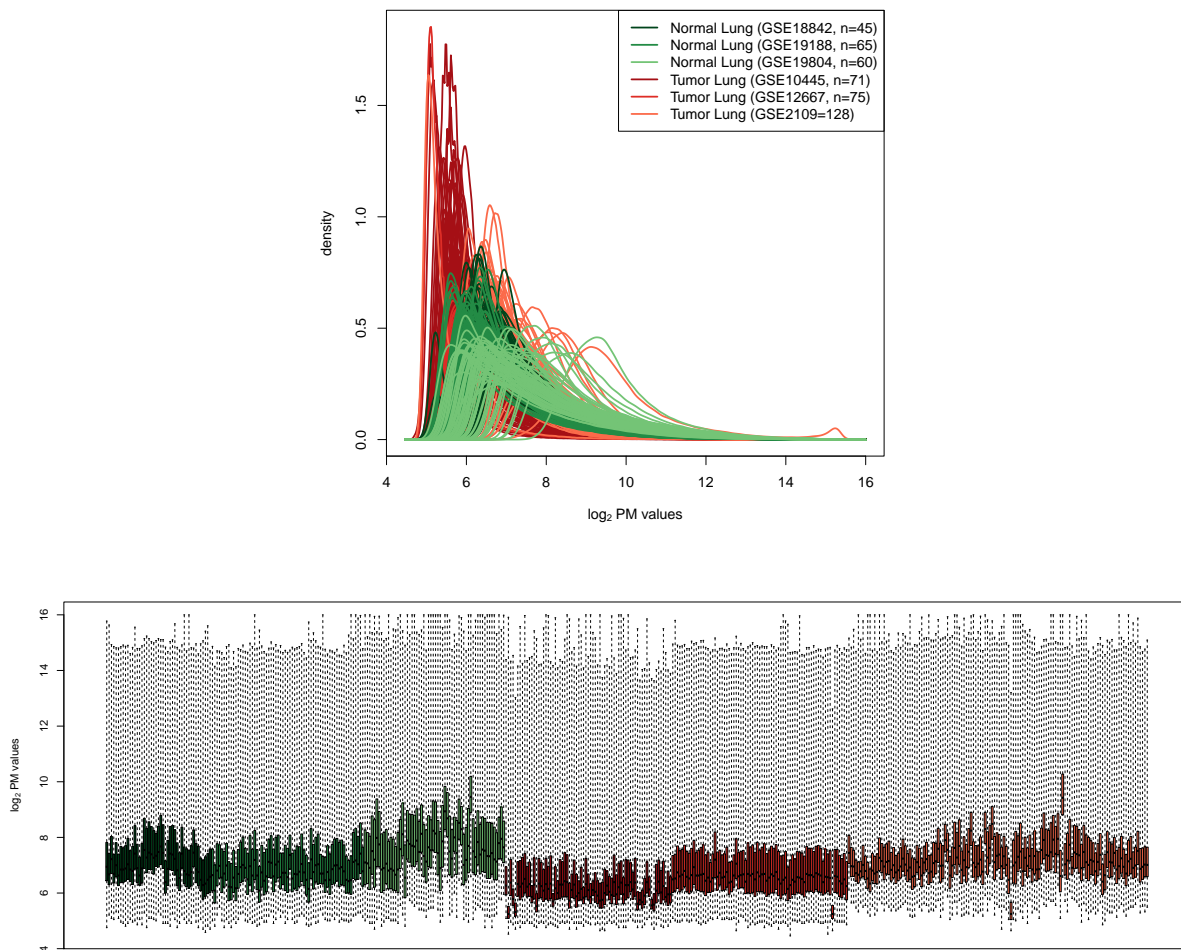 Normal Lung (GSE18842, n=45)
Normal Lung (GSE19188, n=65)
Normal Lung (GSE19804, n=60)
Tumor Lung (GSE10445, n=71)
Tumor Lung (GSE12667, n=75)
Tumor Lung (GSE2109=128)
1.5
1.0
0.5
0.0
density
4 6 8 10 12 14 16
log₂ PM values
16
14
12
10
8
6
4
log₂ PM values